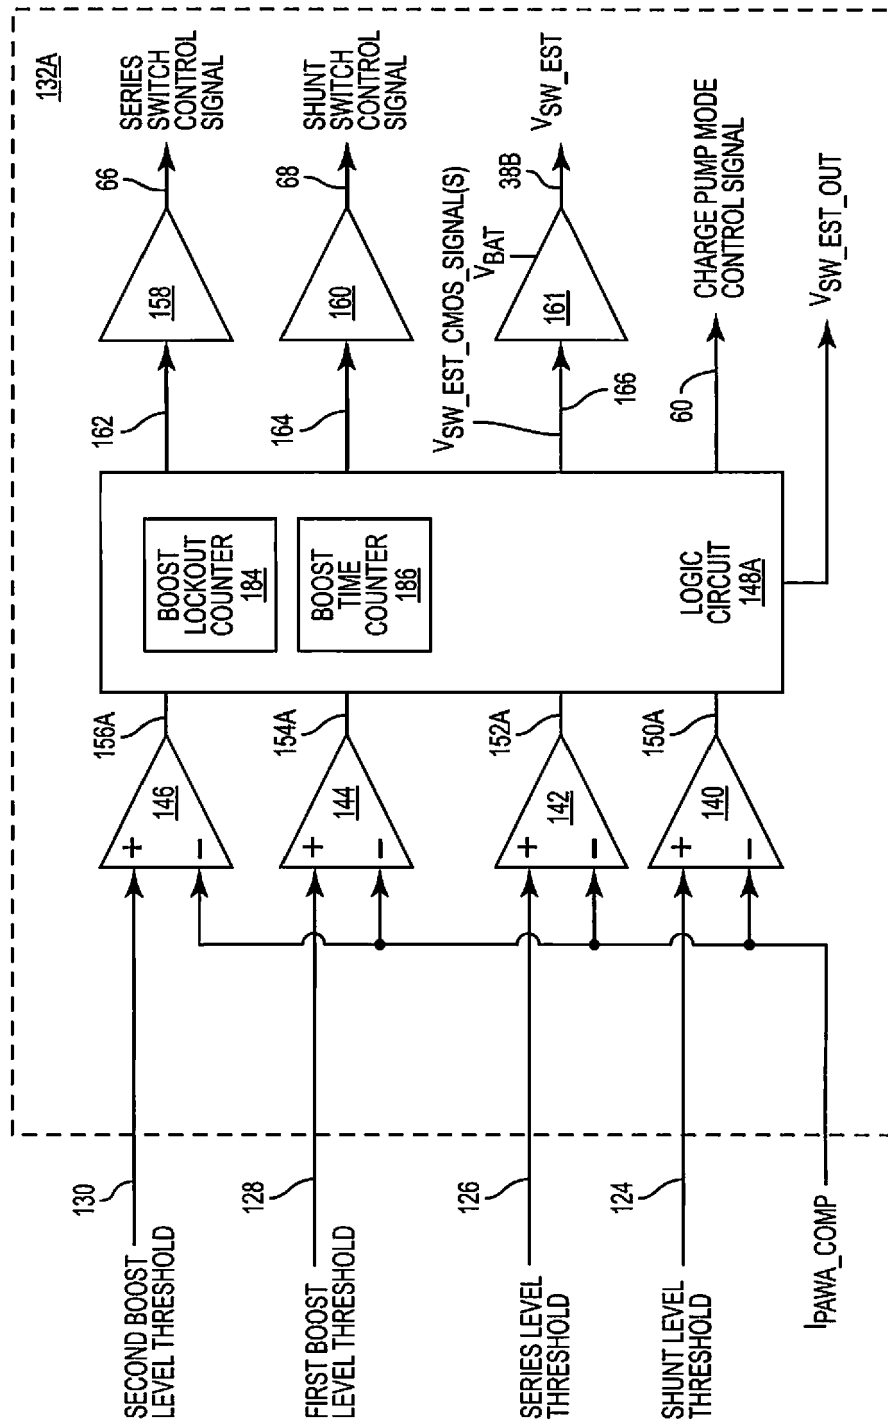 132A
SECOND BOOST
LEVEL THRESHOLD
130
+
-
146
156A
BOOST
LOCKOUT
COUNTER
184
162
158
66
SERIES
SWITCH
CONTROL
SIGNAL
FIRST BOOST
LEVEL THRESHOLD
128
+
-
144
154A
BOOST
TIME
COUNTER
186
164
160
68
SHUNT
SWITCH
CONTROL
SIGNAL
SERIES LEVEL
THRESHOLD
126
+
-
142
152A
VSW_EST_CMOS_SIGNAL(S)
166
VBAT
161
38B
VSW_EST
SHUNT LEVEL
THRESHOLD
124
+
-
140
150A
LOGIC
CIRCUIT
148A
60
CHARGE PUMP MODE
CONTROL SIGNAL
IPAWA_COMP
VSW_EST_OUT